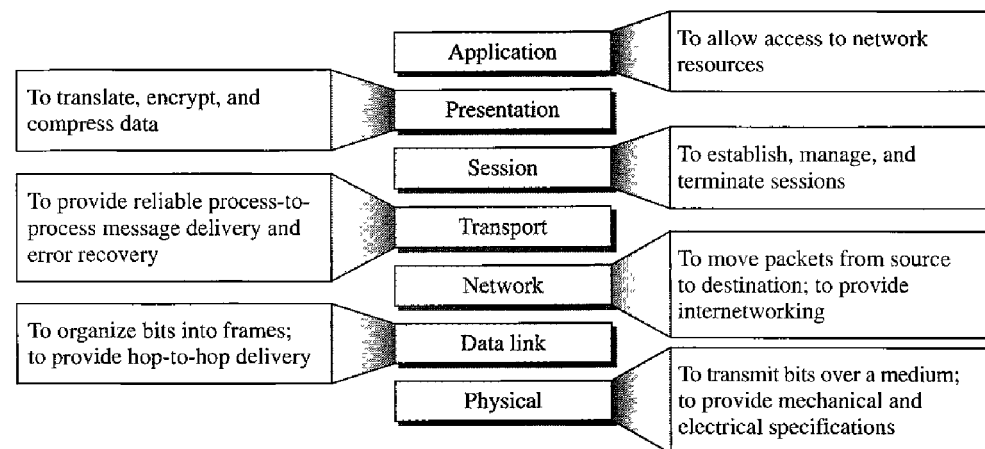 Application
To allow access to network
resources
To translate, encrypt, and
compress data
Presentation
Session
To establish, manage, and
terminate sessions
To provide reliable process-to-
process message delivery and
error recovery
Transport
Network
To move packets from source
to destination; to provide
internetworking
To organize bits into frames;
to provide hop-to-hop delivery
Data link
Physical
To transmit bits over a medium;
to provide mechanical and
electrical specifications